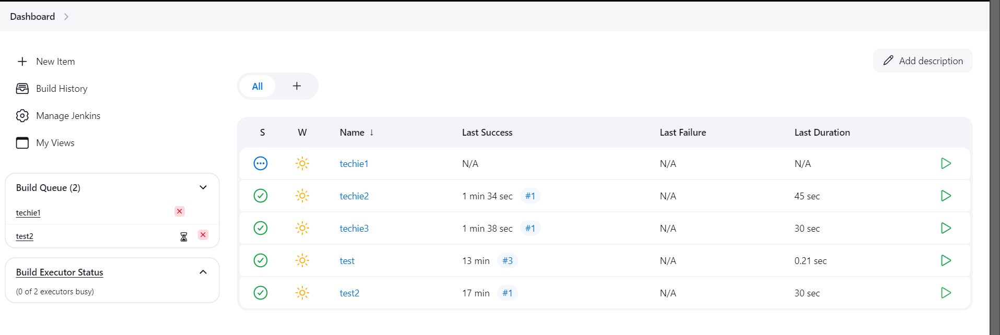 Dashboard
New Item
Build History
Manage Jenkins
My Views
Build Queue (2)
techie1
test2
Build Executor Status
(0 of 2 executors busy)
Add description
All
S W Name ↓ Last Success Last Failure Last Duration
techie1 N/A N/A N/A
techie2 1 min 34 sec #1 N/A 45 sec
techie3 1 min 38 sec #1 N/A 30 sec
test 13 min #3 N/A 0.21 sec
test2 17 min #1 N/A 30 sec